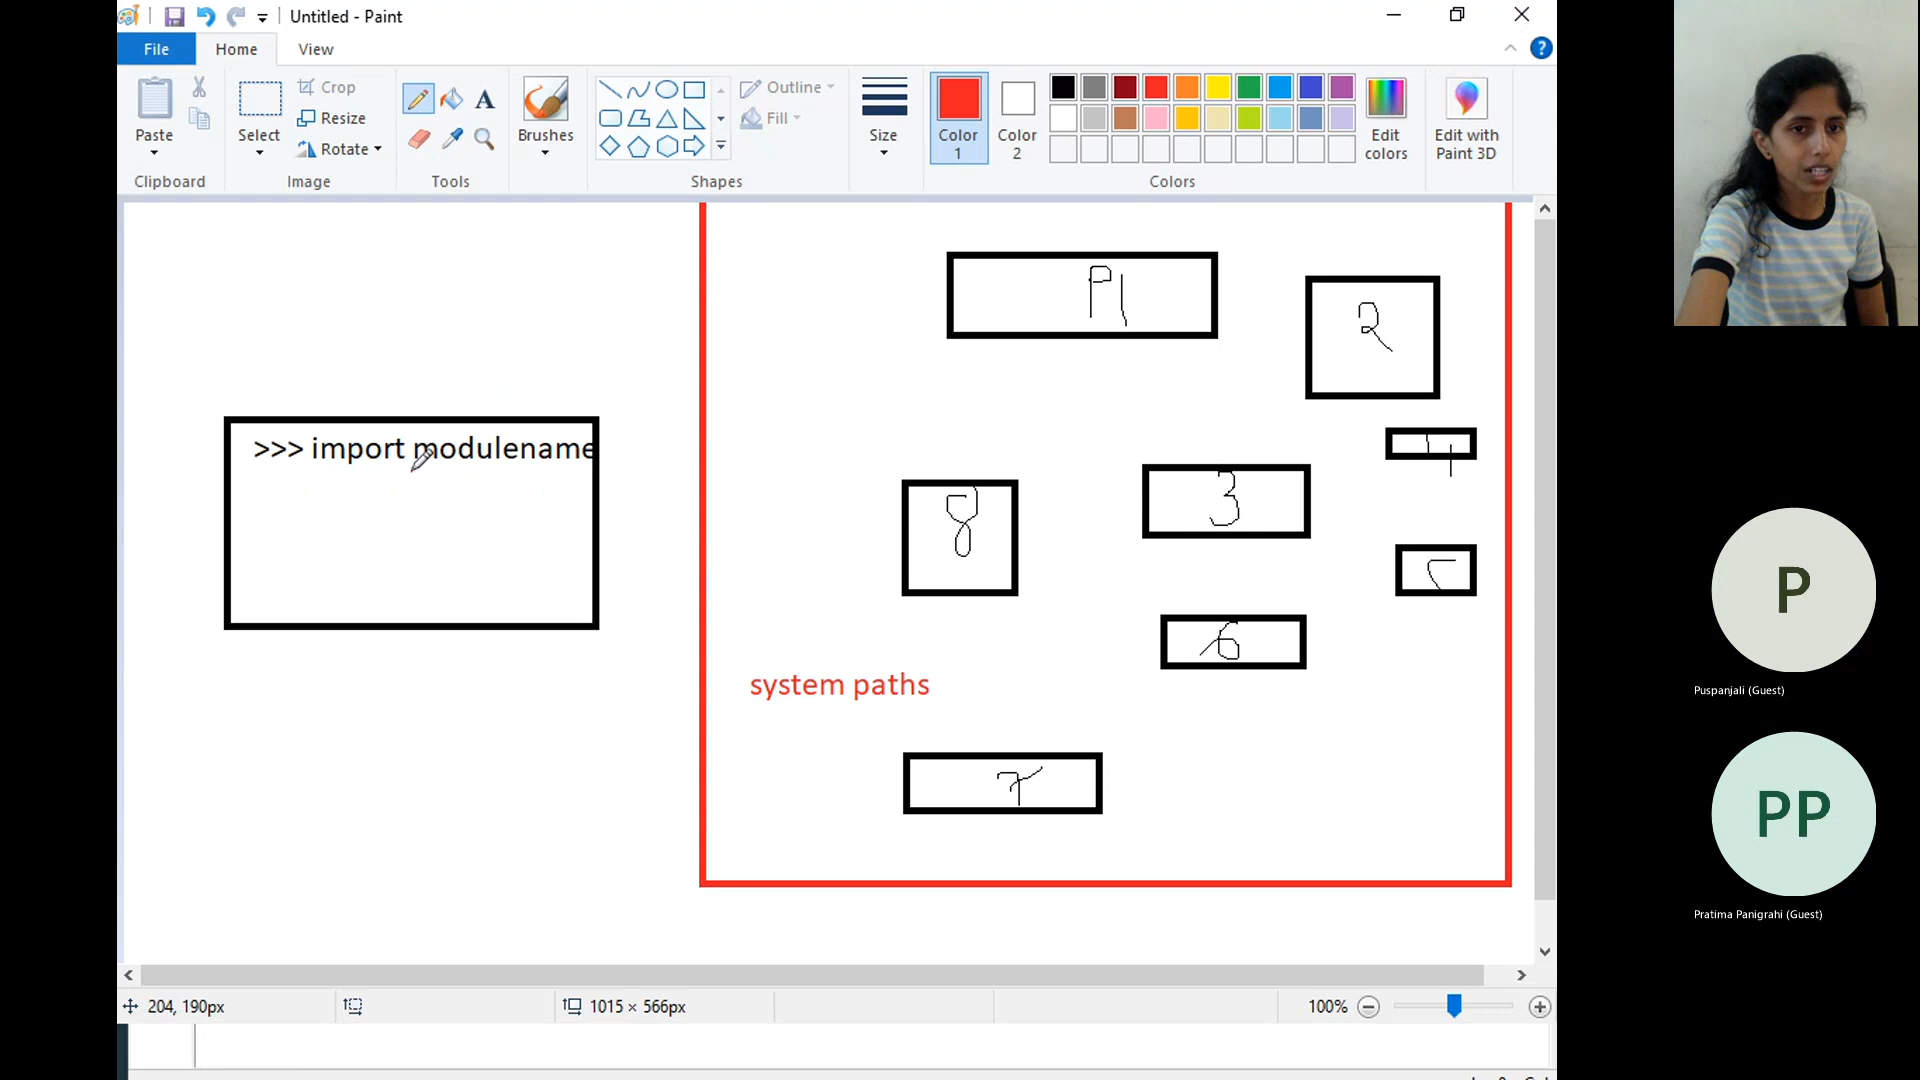 Untitled - Paint
File Home View
Paste
Select
Crop
Resize
Rotate
A
Brushes
Outline
Fill
Size
Color 1
Color 2
Edit colors
Edit with Paint 3D
?
Clipboard Image Tools Shapes Colors
P1
2
>>> import modulename
4
3
8
5
6
system paths
7
204, 190px
1015 × 566px
100%
P
Puspanjali (Guest)
PP
Pratima Panigrahi (Guest)